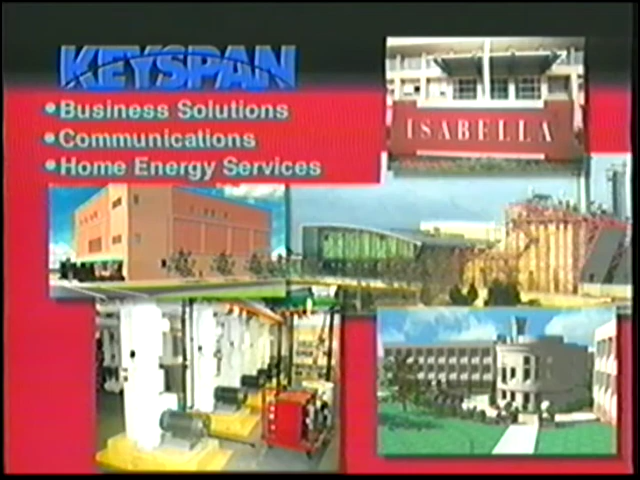 KEYSPAN
• Business Solutions
• Communications
• Home Energy Services
ISABELLA